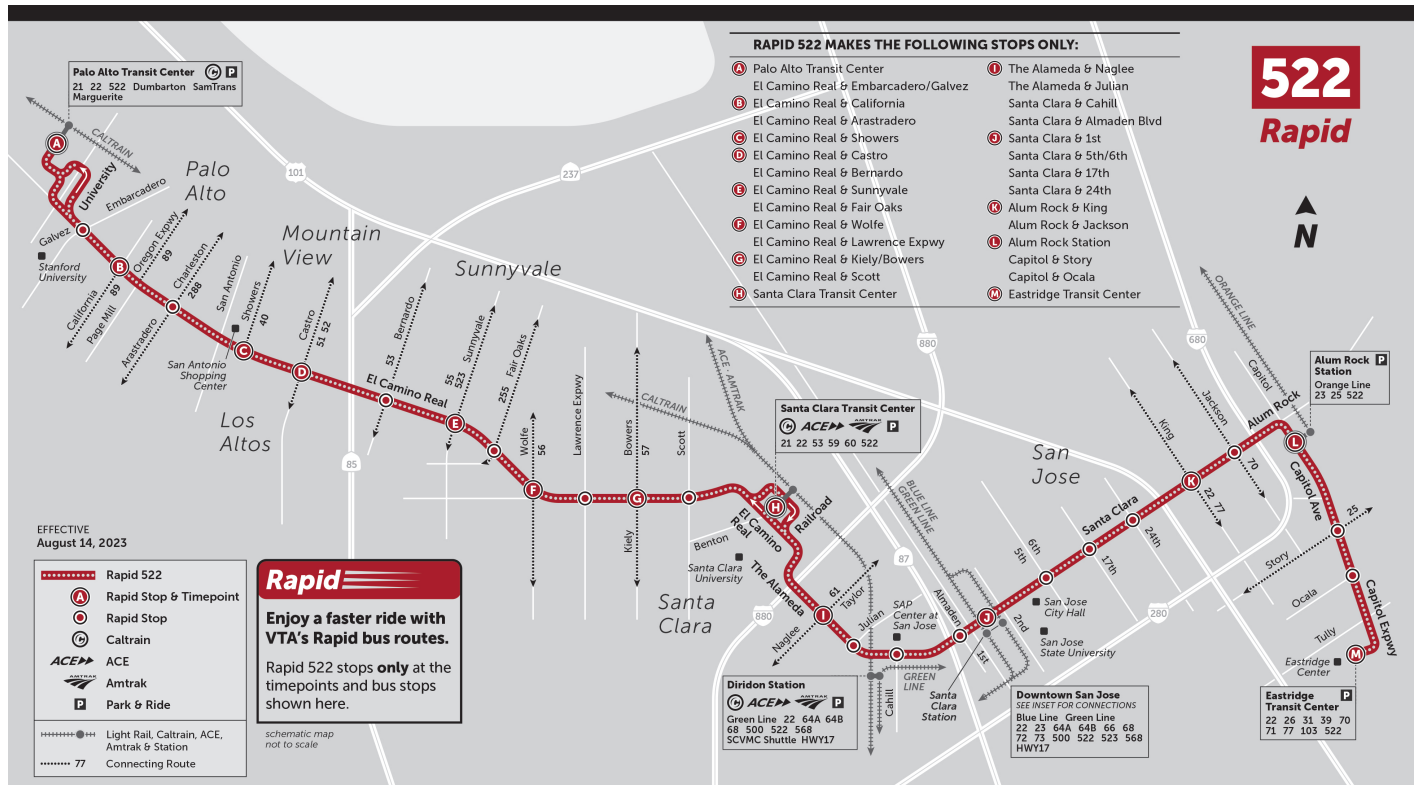 RAPID 522 MAKES THE FOLLOWING STOPS ONLY:
A Palo Alto Transit Center
El Camino Real & Embarcadero/Galvez
B El Camino Real & California
El Camino Real & Arastradero
C El Camino Real & Showers
D El Camino Real & Castro
El Camino Real & Bernardo
E El Camino Real & Sunnyvale
El Camino Real & Fair Oaks
F El Camino Real & Wolfe
El Camino Real & Lawrence Expwy
G El Camino Real & Kiely/Bowers
El Camino Real & Scott
H Santa Clara Transit Center
I The Alameda & Naglee
The Alameda & Julian
Santa Clara & Cahill
Santa Clara & Almaden Blvd
J Santa Clara & 1st
Santa Clara & 5th/6th
Santa Clara & 17th
Santa Clara & 24th
K Alum Rock & King
Alum Rock & Jackson
L Alum Rock Station
Capitol & Story
Capitol & Ocala
M Eastridge Transit Center
522
Rapid
N
Palo Alto Transit Center C P
21 22 522 Dumbarton SamTrans
Marguerite
CALTRAIN
A
University
Palo
Alto
Embarcadero
Galvez
Stanford
University
B
Oregon Expwy
89
California
89
Page Mill
Charleston
288
Arastradero
San Antonio
Showers
40
San Antonio
Shopping
Center
C
Mountain
View
Castro
51 52
D
Los
Altos
El Camino Real
Bernardo
53
Sunnyvale
Sunnyvale
55
523
E
Fair Oaks
255
Wolfe
56
F
Lawrence Expwy
Bowers
57
Kiely
G
Scott
101
237
85
880
680
CALTRAIN
ACE • AMTRAK
Santa Clara Transit Center
C ACE AMTRAK P
21 22 53 59 60 522
H
Railroad
El Camino
Real
Benton
Santa Clara
University
The Alameda
Santa
Clara
880
61
Taylor
Naglee
I
Julian
SAP
Center at
San Jose
87
BLUE LINE
GREEN LINE
Almaden
J
1st
2nd
5th
6th
San Jose
City Hall
San Jose
State University
280
GREEN
LINE
Cahill
Santa
Clara
Station
Diridon Station
C ACE AMTRAK P
Green Line 22 64A 64B
68 500 522 568
SCVMC Shuttle HWY17
Downtown San Jose
SEE INSET FOR CONNECTIONS
Blue Line Green Line
22 23 64A 64B 66 68
72 73 500 522 523 568
HWY17
San
Jose
Santa Clara
17th
24th
King
K
22
77
Jackson
70
Alum Rock
ORANGE LINE
Capitol
Alum Rock P
Station
Orange Line
23 25 522
L
Capitol Ave
25
Story
Ocala
Capitol Expwy
Tully
Eastridge
Center
M
Eastridge P
Transit Center
22 26 31 39 70
71 77 103 522
EFFECTIVE
August 14, 2023
Rapid 522
A Rapid Stop & Timepoint
Rapid Stop
C Caltrain
ACE ACE
AMTRAK Amtrak
P Park & Ride
Light Rail, Caltrain, ACE,
Amtrak & Station
77 Connecting Route
Rapid
Enjoy a faster ride with
VTA's Rapid bus routes.
Rapid 522 stops only at the
timepoints and bus stops
shown here.
schematic map
not to scale